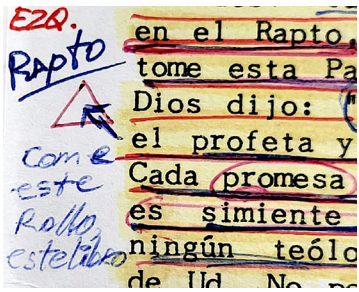 EZQ.
Rapto
Come
este
Rollo,
este libro
en el Rapto,
tome esta Pa
Dios dijo: "
el profeta y
Cada promesa
es simiente
ningún teólo
de Ud. No po